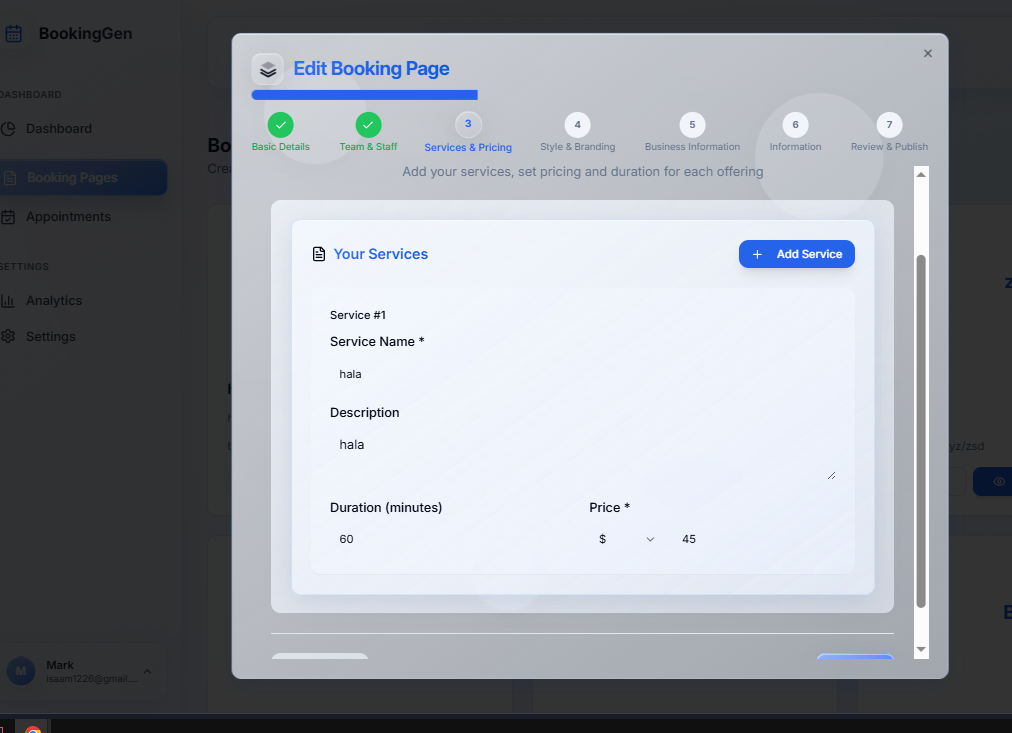 BookingGen
DASHBOARD
Dashboard
Booking Pages
Appointments
SETTINGS
Analytics
Settings
Mark
isaam1226@gmail....
M
Edit Booking Page
3
4
5
6
7
Basic Details
Team & Staff
Services & Pricing
Style & Branding
Business Information
Information
Review & Publish
Add your services, set pricing and duration for each offering
Your Services
+ Add Service
Service #1
Service Name *
hala
Description
hala
Duration (minutes)
Price *
60
$
45
yz/zsd